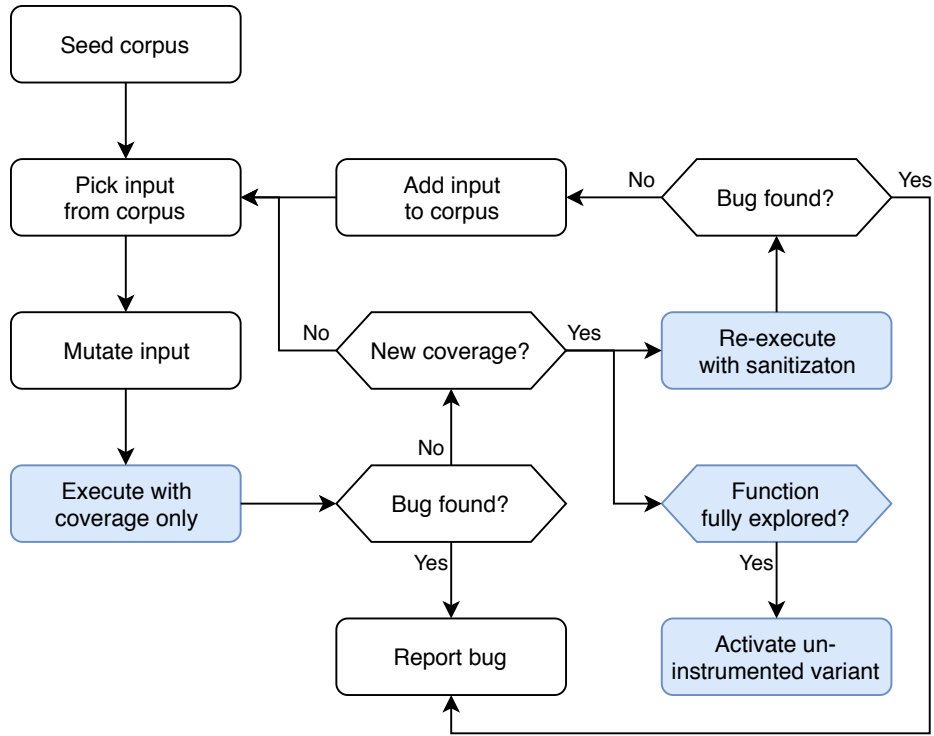 Seed corpus
Pick input
from corpus
Add input
to corpus
No
Bug found?
Yes
Mutate input
No
New coverage?
Yes
Re-execute
with sanitizaton
No
Execute with
coverage only
Bug found?
Function
fully explored?
Yes
Yes
Report bug
Activate un-
instrumented variant